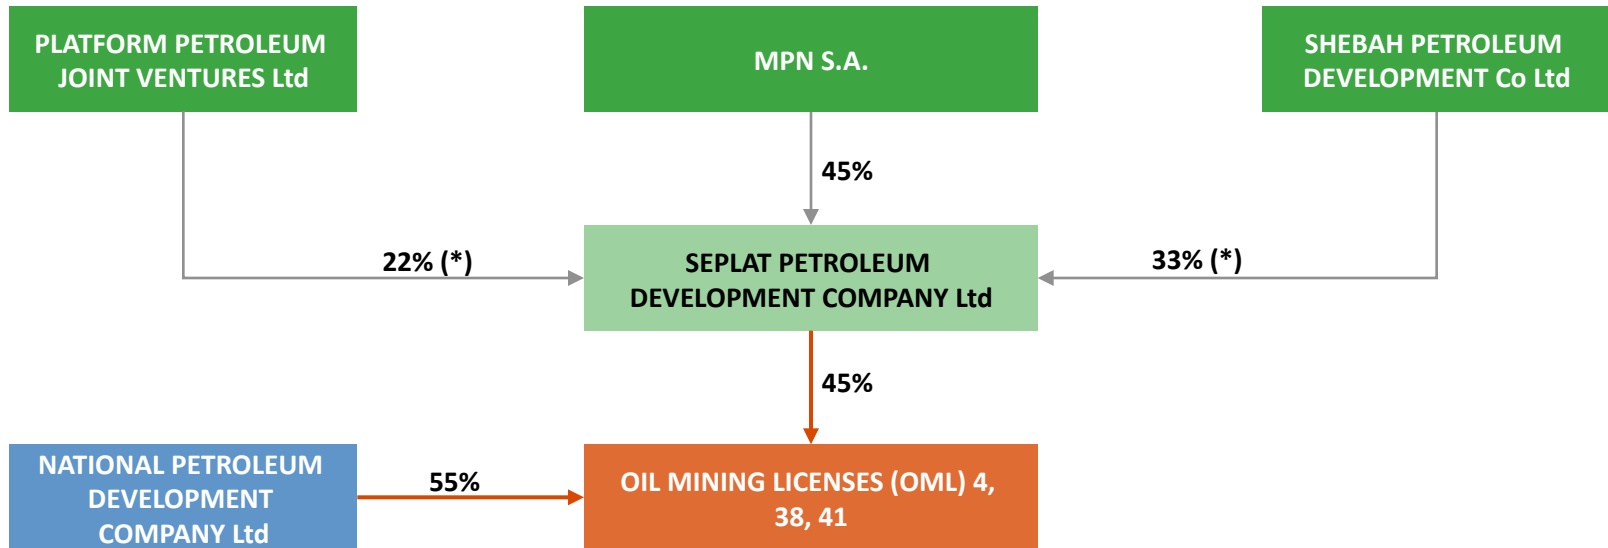 PLATFORM PETROLEUM
JOINT VENTURES Ltd
MPN S.A.
SHEBAH PETROLEUM
DEVELOPMENT Co Ltd
45%
22% (*)
SEPLAT PETROLEUM
DEVELOPMENT COMPANY Ltd
33% (*)
45%
NATIONAL PETROLEUM
DEVELOPMENT
COMPANY Ltd
55%
OIL MINING LICENSES (OML) 4,
38, 41